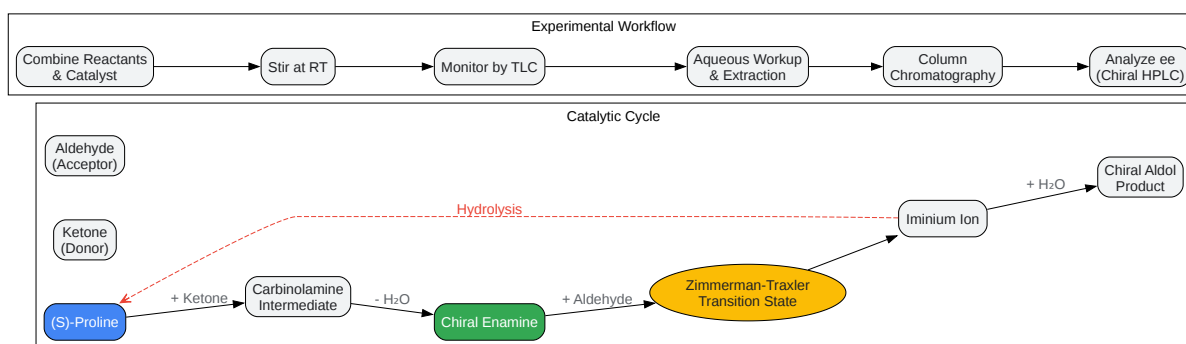 Experimental Workflow
Combine Reactants
& Catalyst
Stir at RT
Monitor by TLC
Aqueous Workup
& Extraction
Column
Chromatography
Analyze ee
(Chiral HPLC)
Catalytic Cycle
Aldehyde
(Acceptor)
Ketone
(Donor)
(S)-Proline
+ Ketone
Carbinolamine
Intermediate
- H₂O
Chiral Enamine
+ Aldehyde
Zimmerman-Traxler
Transition State
Iminium Ion
+ H₂O
Chiral Aldol
Product
Hydrolysis